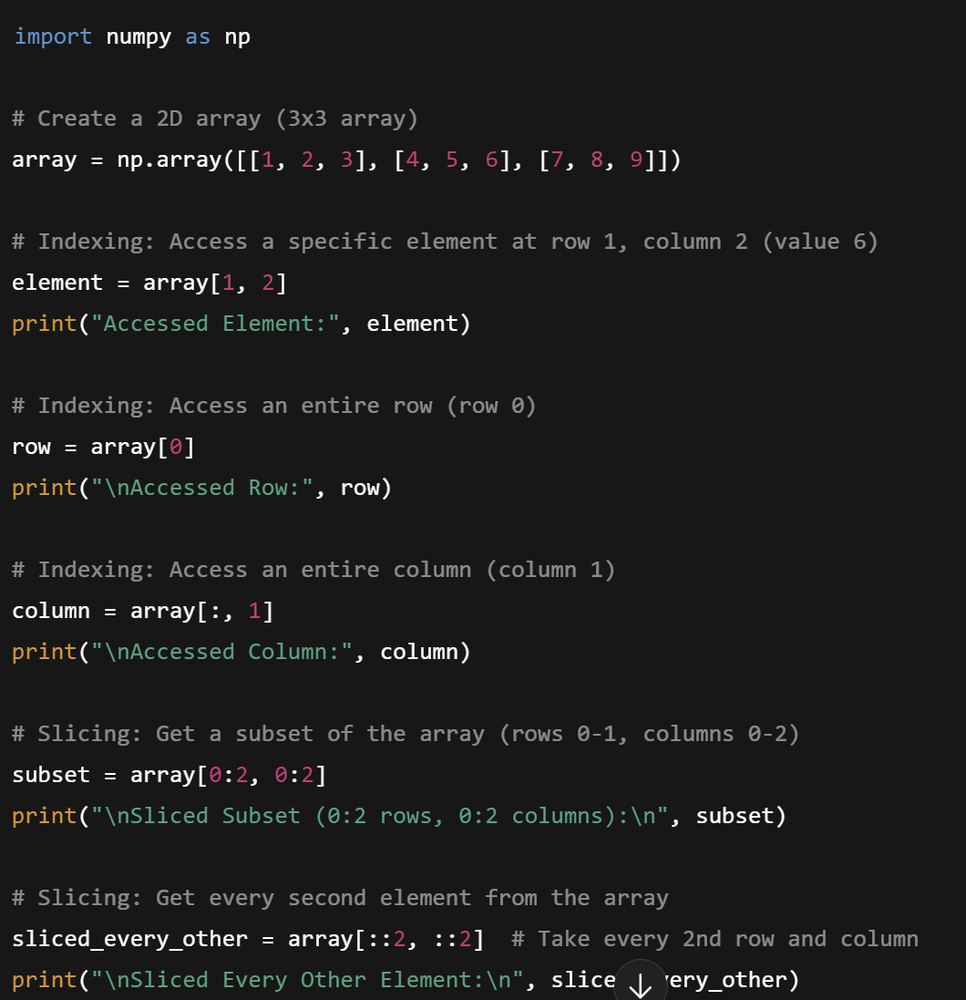 import numpy as np
# Create a 2D array (3x3 array)
array = np.array([[1, 2, 3], [4, 5, 6], [7, 8, 9]])
# Indexing: Access a specific element at row 1, column 2 (value 6)
element = array[1, 2]
print("Accessed Element:", element)
# Indexing: Access an entire row (row 0)
row = array[0]
print("\nAccessed Row:", row)
# Indexing: Access an entire column (column 1)
column = array[:, 1]
print("\nAccessed Column:", column)
# Slicing: Get a subset of the array (rows 0-1, columns 0-2)
subset = array[0:2, 0:2]
print("\nSliced Subset (0:2 rows, 0:2 columns):\n", subset)
# Slicing: Get every second element from the array
sliced_every_other = array[::2, ::2]  # Take every 2nd row and column
print("\nSliced Every Other Element:\n", slice very_other)